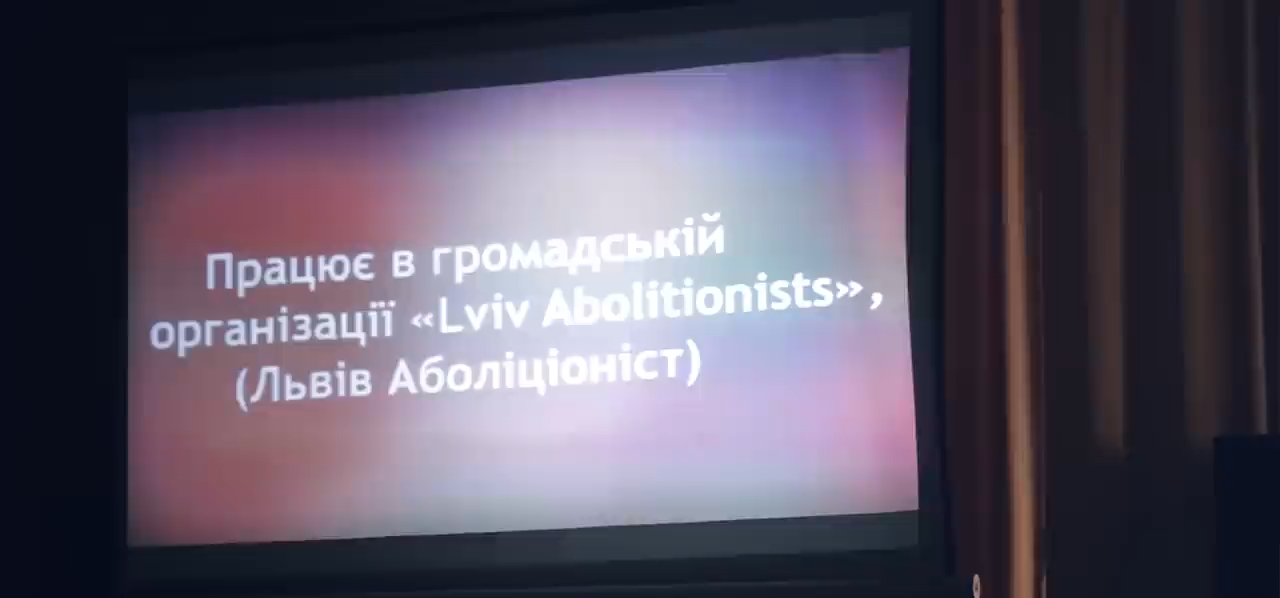 Працює в громадській
організації «Lviv Abolitionists»,
(Львів Аболіціоніст)